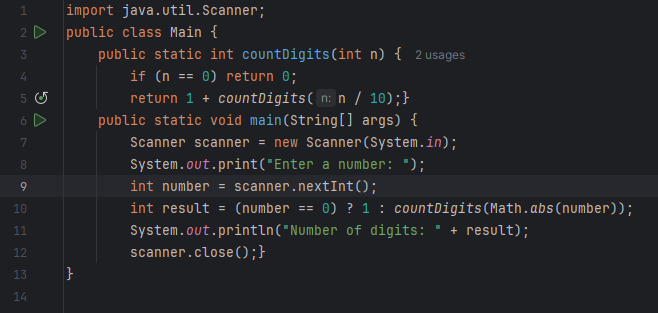 1 import java.util.Scanner;
2 public class Main {
3 public static int countDigits(int n) { 2 usages
4 if (n == 0) return 0;
5 return 1 + countDigits( n: n / 10);}
6 public static void main(String[] args) {
7 Scanner scanner = new Scanner(System.in);
8 System.out.print("Enter a number: ");
9 int number = scanner.nextInt();
10 int result = (number == 0) ? 1 : countDigits(Math.abs(number));
11 System.out.println("Number of digits: " + result);
12 scanner.close();}
13 }
14